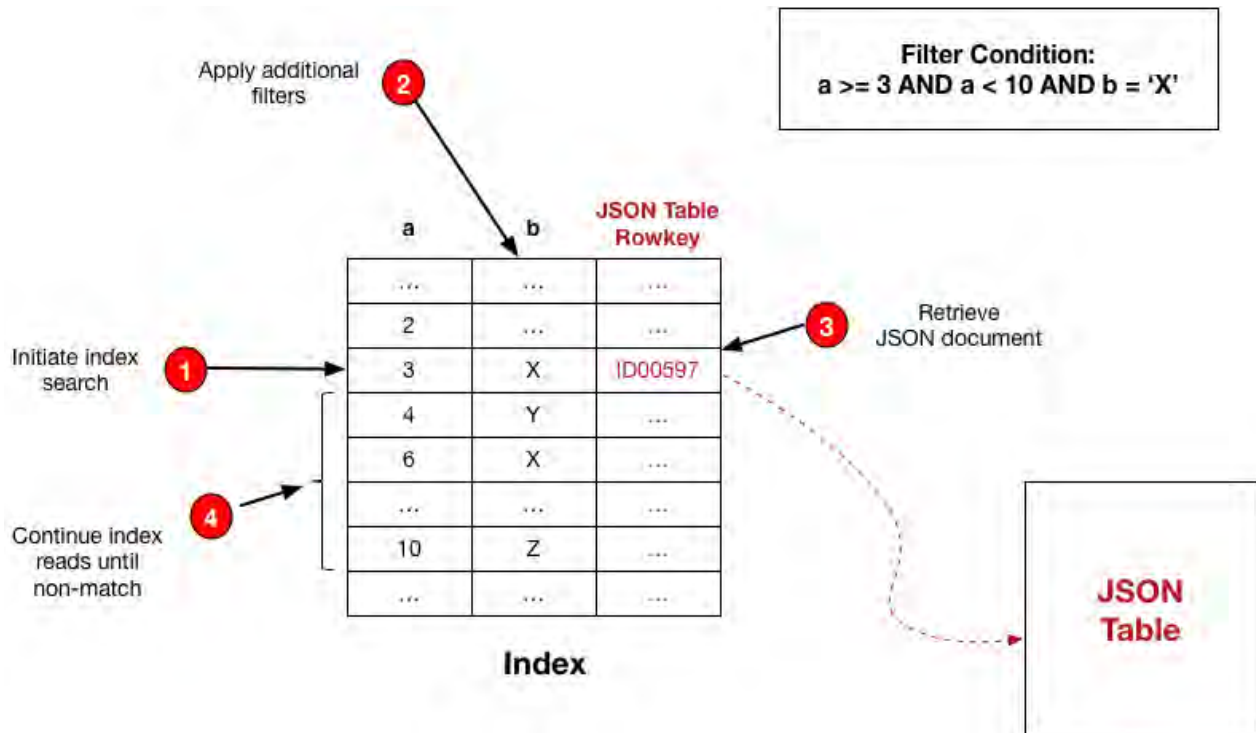 Filter Condition:
a >= 3 AND a < 10 AND b = ‘X’
Apply additional
filters
2
a
b
JSON Table
Rowkey
... ... ....
2 ... ...
3 X ID00597
4 Y ...
6 X ...
... ... ...
10 Z ...
... ... ....
Initiate index
search
1
3
Retrieve
JSON document
4
Continue index
reads until
non-match
Index
JSON
Table